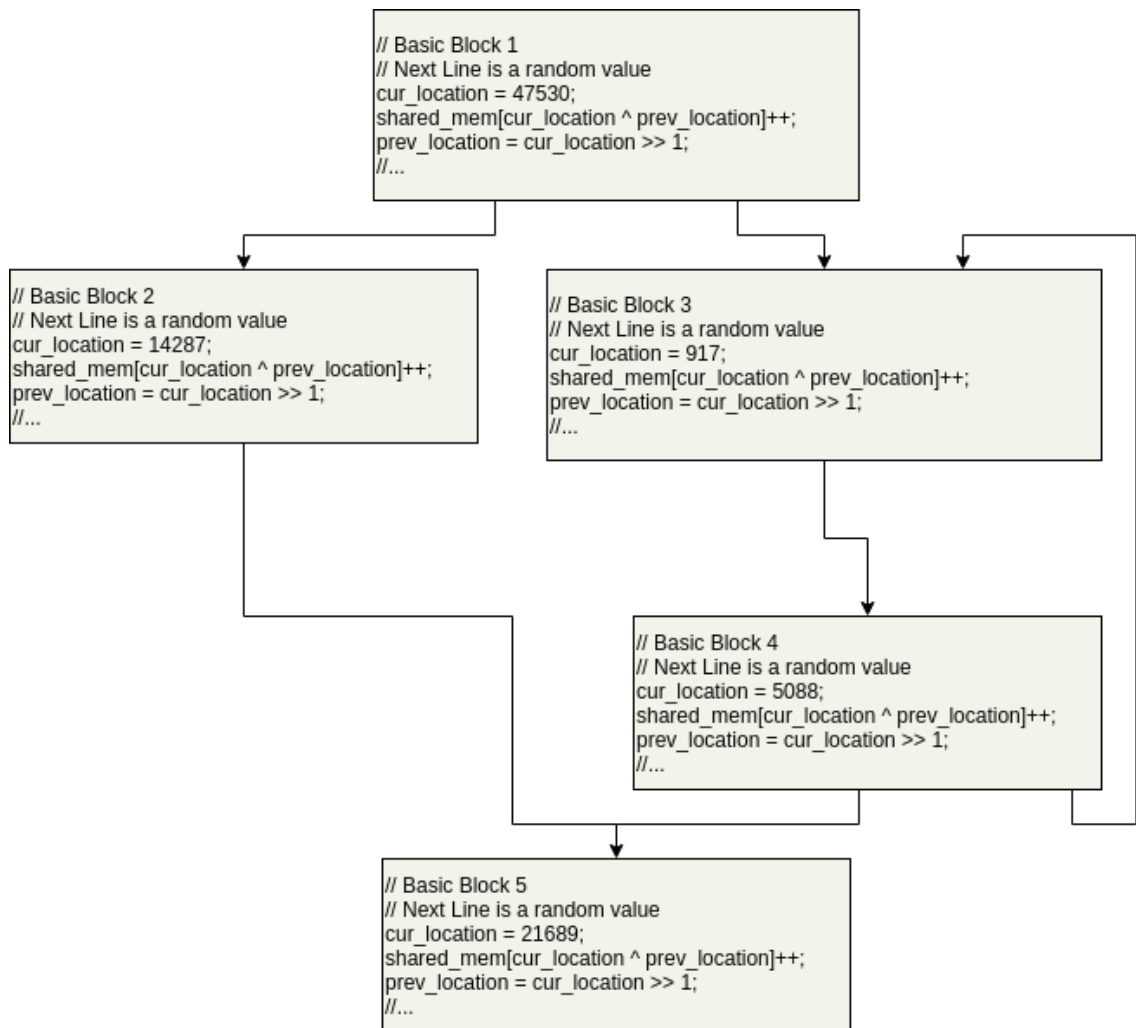 // Basic Block 1
// Next Line is a random value
cur_location = 47530;
shared_mem[cur_location ^ prev_location]++;
prev_location = cur_location >> 1;
//...
// Basic Block 2
// Next Line is a random value
cur_location = 14287;
shared_mem[cur_location ^ prev_location]++;
prev_location = cur_location >> 1;
//...
// Basic Block 3
// Next Line is a random value
cur_location = 917;
shared_mem[cur_location ^ prev_location]++;
prev_location = cur_location >> 1;
//...
// Basic Block 4
// Next Line is a random value
cur_location = 5088;
shared_mem[cur_location ^ prev_location]++;
prev_location = cur_location >> 1;
//...
// Basic Block 5
// Next Line is a random value
cur_location = 21689;
shared_mem[cur_location ^ prev_location]++;
prev_location = cur_location >> 1;
//...